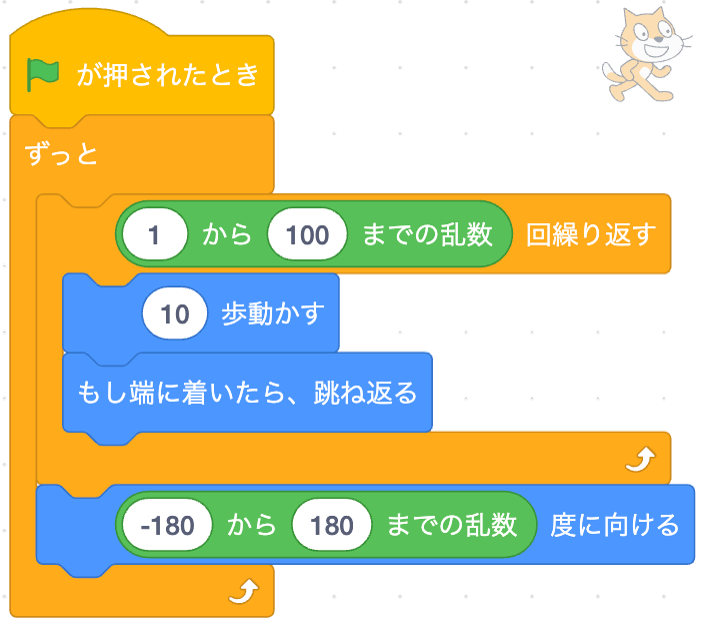 が押されたとき
ずっと
1 から 100 までの乱数 回繰り返す
10 歩動かす
もし端に着いたら、跳ね返る
-180 から 180 までの乱数 度に向ける